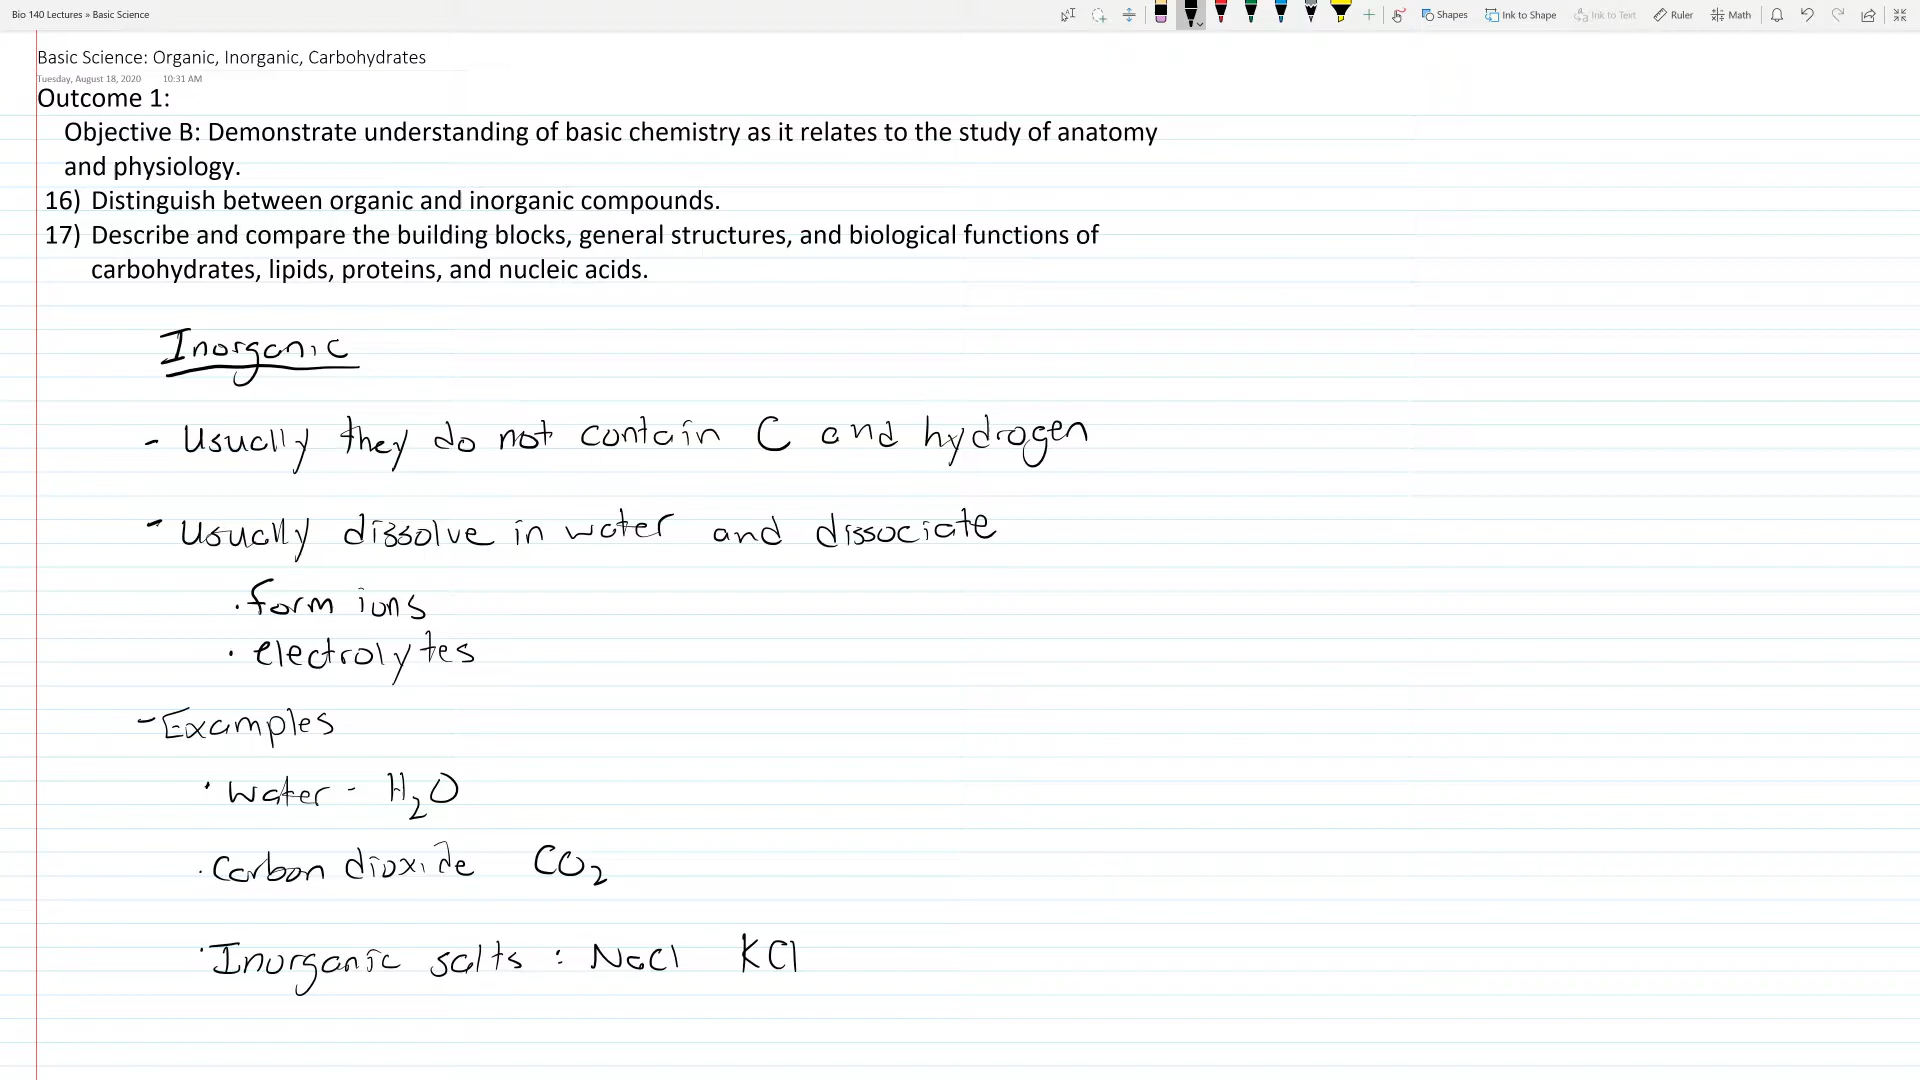 Bio 140 Lectures » Basic Science
Shapes Ink to Shape Ink to Text Ruler Math
Basic Science: Organic, Inorganic, Carbohydrates
Tuesday, August 18, 2020 10:31 AM
Outcome 1:
Objective B: Demonstrate understanding of basic chemistry as it relates to the study of anatomy
and physiology.
16) Distinguish between organic and inorganic compounds.
17) Describe and compare the building blocks, general structures, and biological functions of
carbohydrates, lipids, proteins, and nucleic acids.
Inorganic
- Usually they do not contain C and hydrogen
- Usually dissolve in water and dissociate
· form ions
· electrolytes
- Examples
· Water - H₂O
· Carbon dioxide CO₂
· Inorganic salts : NaCl KCl